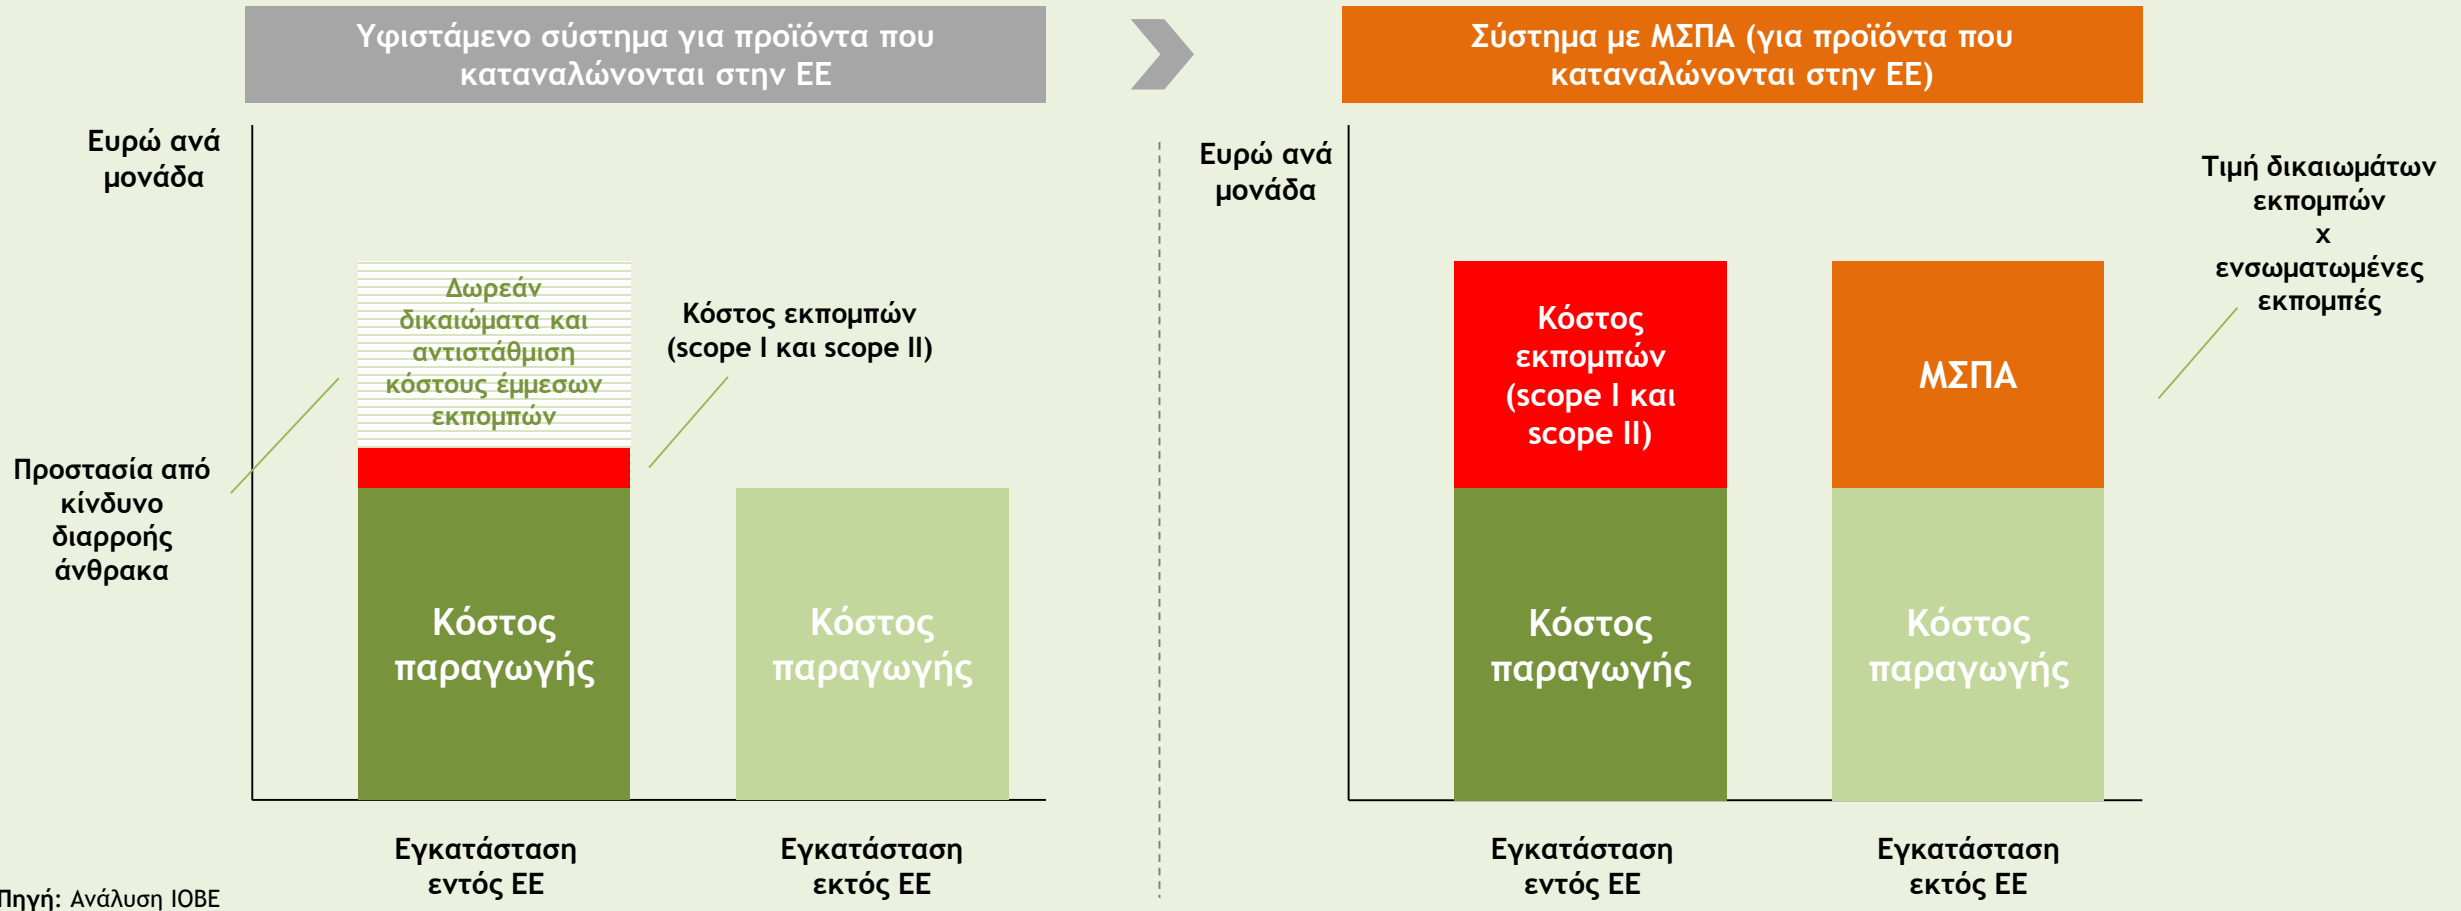 Υφιστάμενο σύστημα για προϊόντα που
καταναλώνονται στην ΕΕ
Ευρώ ανά
μονάδα
Δωρεάν
δικαιώματα και
αντιστάθμιση
κόστους έμμεσων
εκπομπών
Κόστος εκπομπών
(scope I και scope II)
Προστασία από
κίνδυνο
διαρροής
άνθρακα
Κόστος
παραγωγής
Κόστος
παραγωγής
Εγκατάσταση
εντός ΕΕ
Εγκατάσταση
εκτός ΕΕ
Πηγή: Ανάλυση ΙΟΒΕ
Σύστημα με ΜΣΠΑ (για προϊόντα που
καταναλώνονται στην ΕΕ)
Ευρώ ανά
μονάδα
Τιμή δικαιωμάτων
εκπομπών
x
ενσωματωμένες
εκπομπές
Κόστος
εκπομπών
(scope I και
scope II)
ΜΣΠΑ
Κόστος
παραγωγής
Κόστος
παραγωγής
Εγκατάσταση
εντός ΕΕ
Εγκατάσταση
εκτός ΕΕ